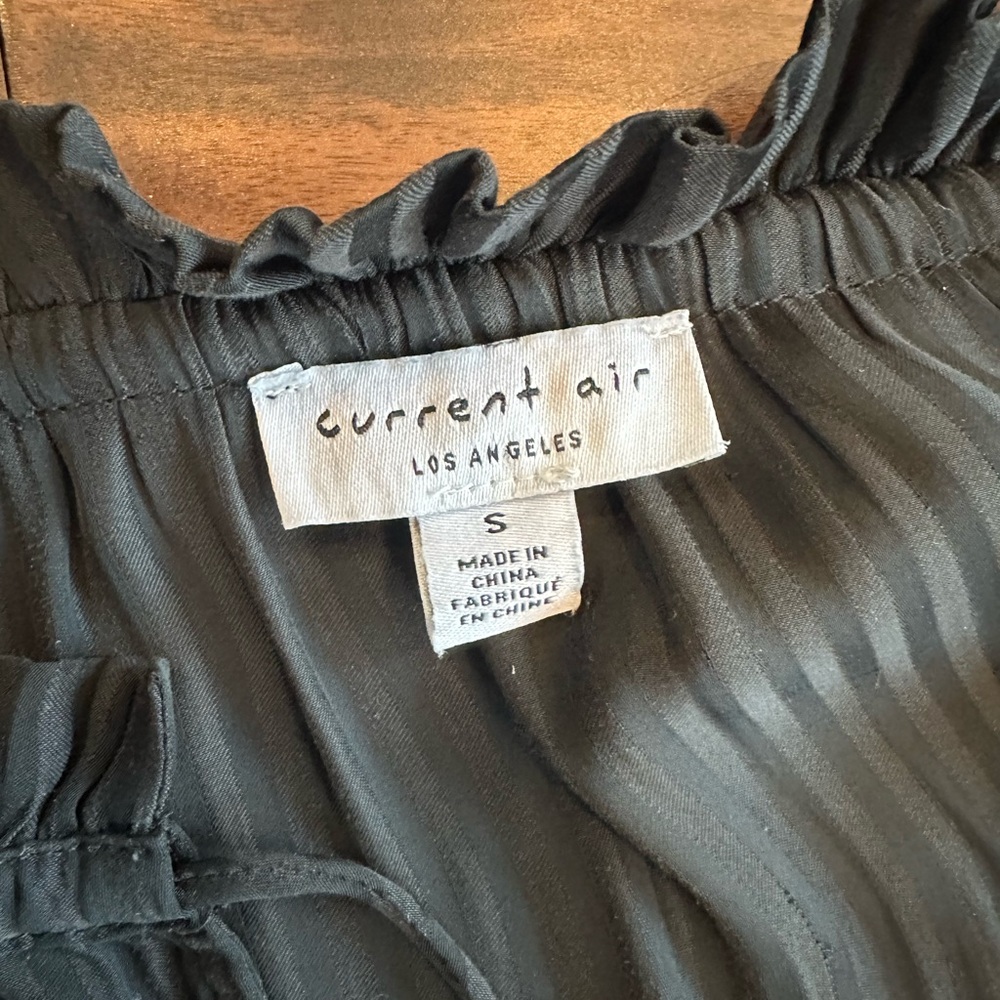 current air
LOS ANGELES
S
MADE IN
CHINA
FABRIQUÉ
EN CHINE